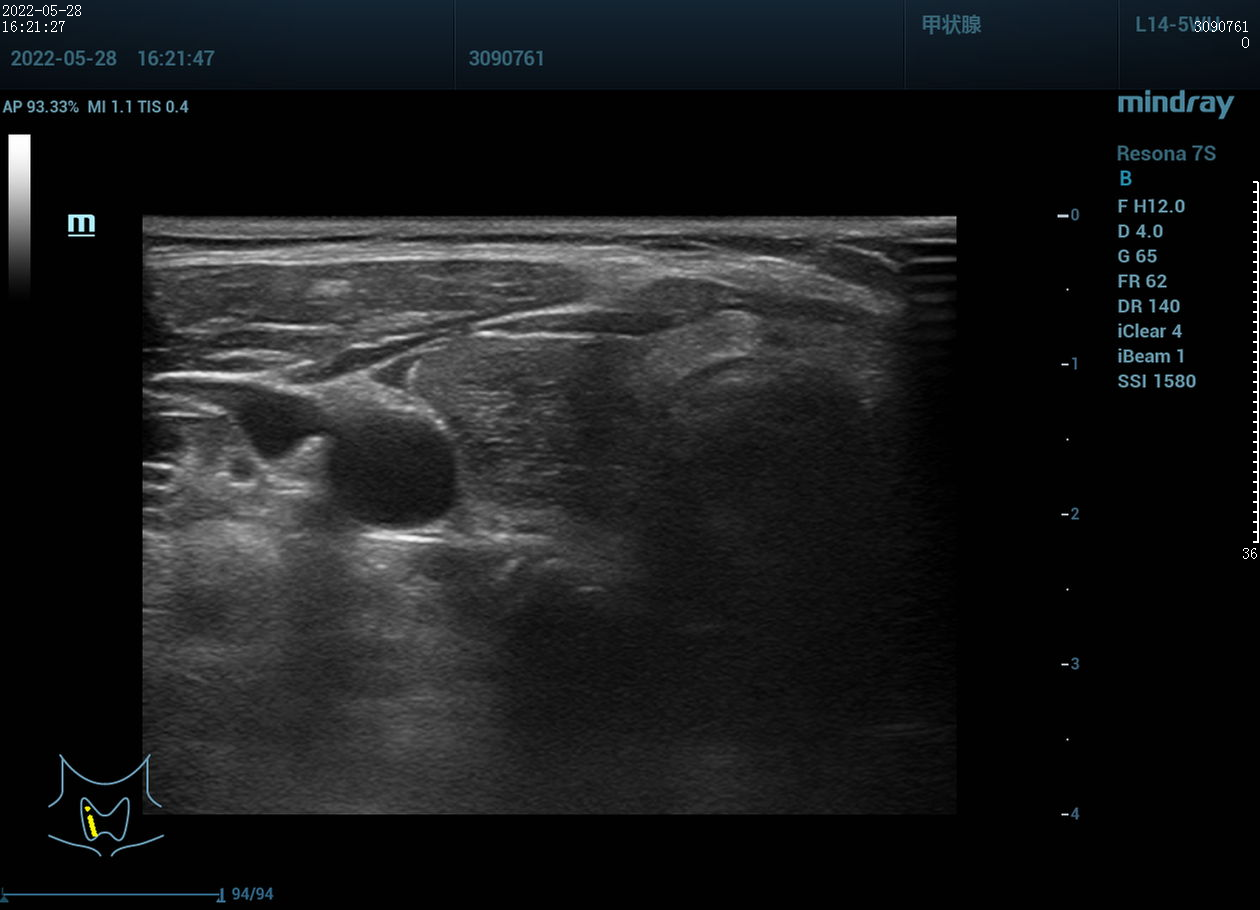 2022-05-28
16:21:27
甲状腺
3090761
0
2022-05-28 16:21:47
3090761
AP 93.33% MI 1.1 TIS 0.4
mindray
Resona 7S
B
m
F H12.0
D 4.0
G 65
FR 62
DR 140
iClear 4
iBeam 1
SSI 1580
0
1
2
36
3
4
94/94